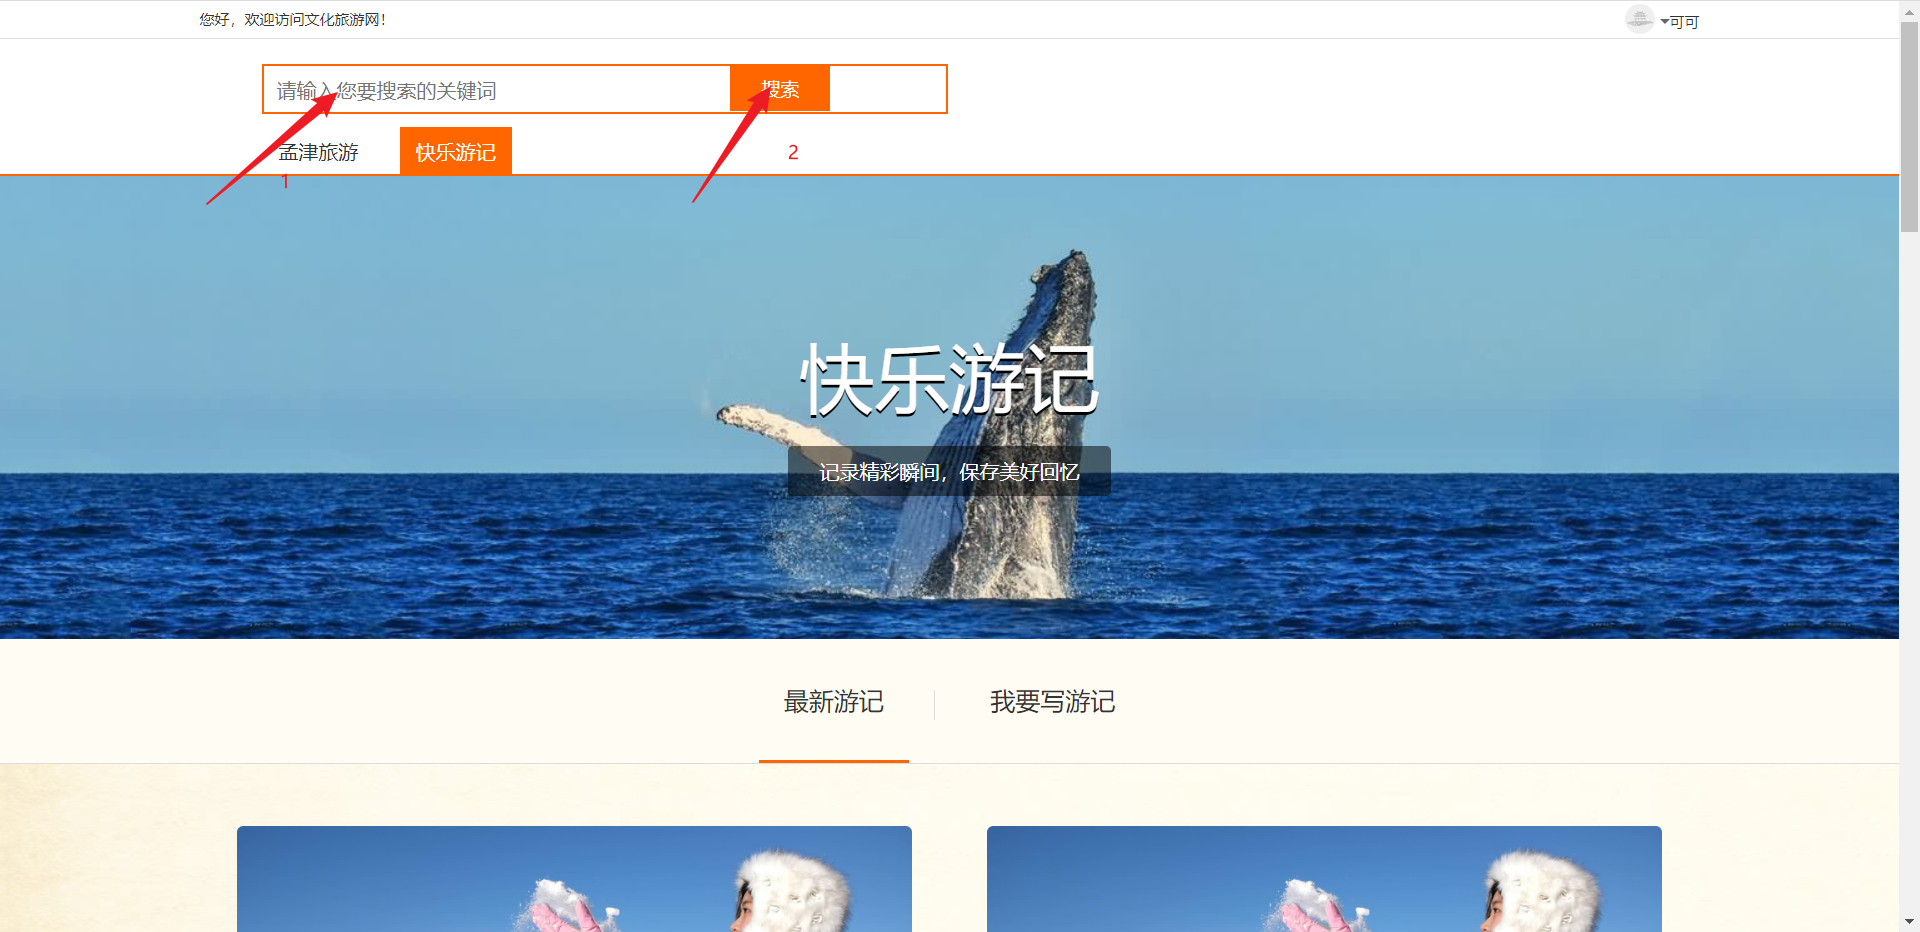 您好，欢迎访问文化旅游网！
可可
请输入您要搜索的关键词
搜索
孟津旅游
快乐游记
1
2
快乐游记
记录精彩瞬间，保存美好回忆
最新游记
我要写游记